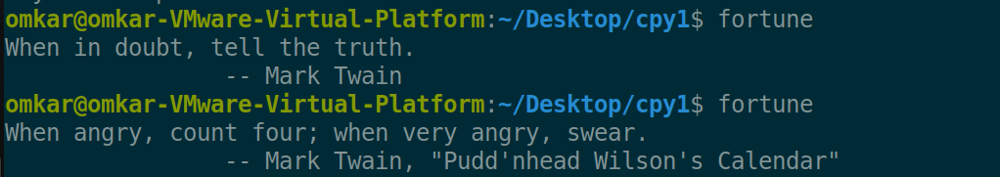 omkar@omkar-VMware-Virtual-Platform:~/Desktop/cpy1$ fortune
When in doubt, tell the truth.
                -- Mark Twain
omkar@omkar-VMware-Virtual-Platform:~/Desktop/cpy1$ fortune
When angry, count four; when very angry, swear.
                -- Mark Twain, "Pudd'nhead Wilson's Calendar"